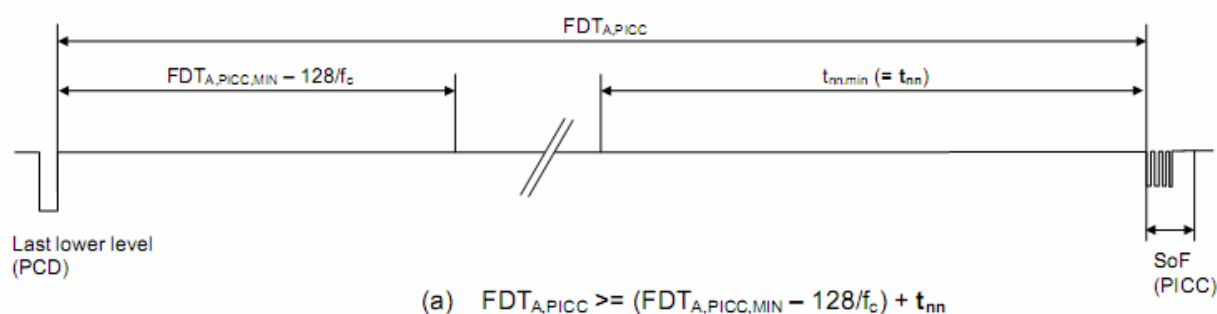 FDTA,PICC
FDTA,PICC,MIN – 128/fc
tnn.min (= tnn)
Last lower level
(PCD)
SoF
(PICC)
(a) FDTA,PICC >= (FDTA,PICC,MIN – 128/fc) + tnn